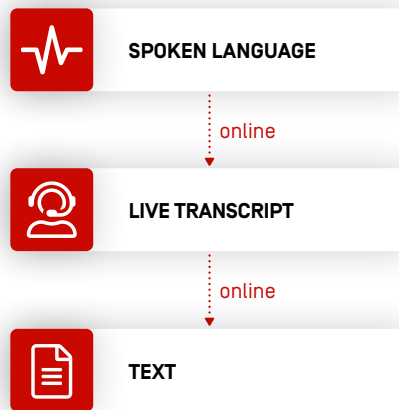 SPOKEN LANGUAGE
online
LIVE TRANSCRIPT
online
TEXT